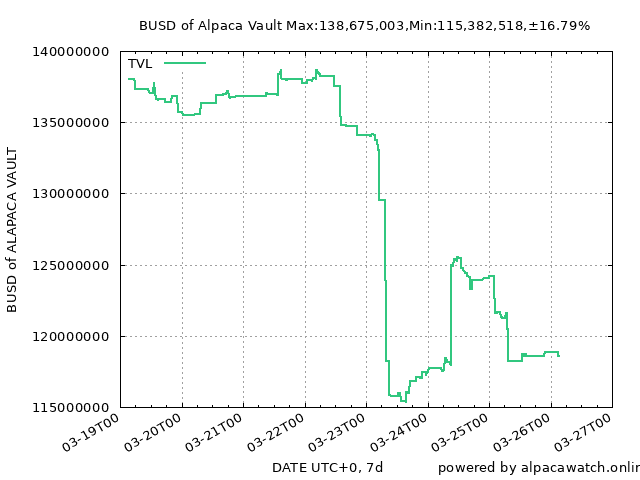 BUSD of Alpaca Vault Max:138,675,003,Min:115,382,518,±16.79%
BUSD of ALAPACA VAULT
TVL
140000000
135000000
130000000
125000000
120000000
115000000
03-19T00
03-20T00
03-21T00
03-22T00
03-23T00
03-24T00
03-25T00
03-26T00
03-27T00
DATE UTC+0, 7d
powered by alpacawatch.onlin